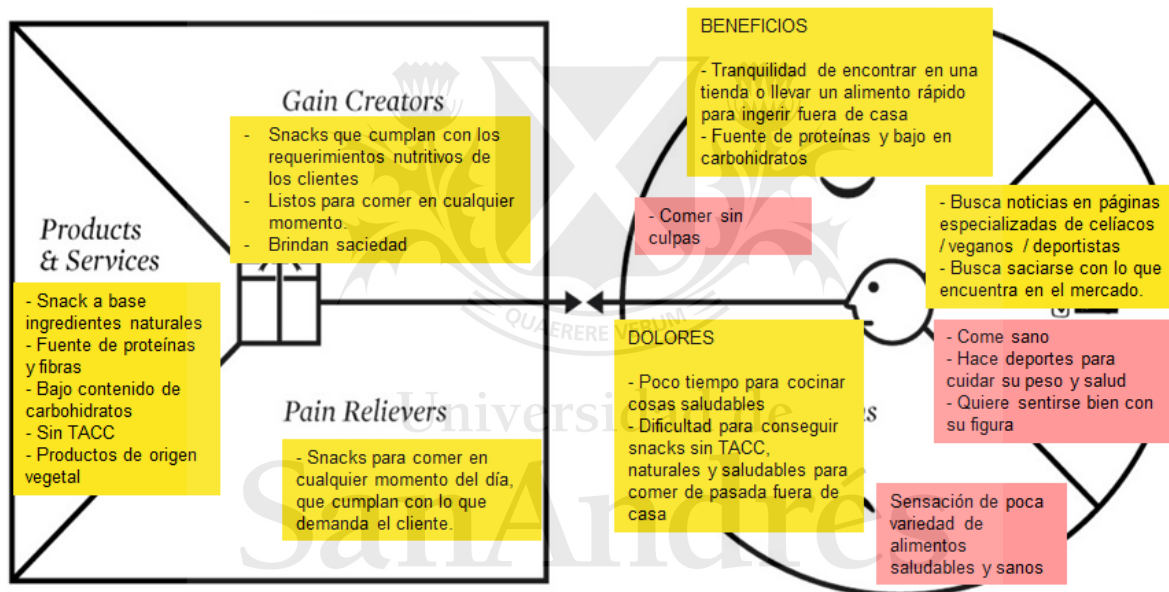 Gain Creators
- Snacks que cumplan con los
requerimientos nutritivos de
los clientes
- Listos para comer en cualquier
momento.
- Brindan saciedad
Products
& Services
- Snack a base
ingredientes naturales
- Fuente de proteínas
y fibras
- Bajo contenido de
carbohidratos
- Sin TACC
- Productos de origen
vegetal
Pain Relievers
- Snacks para comer en
cualquier momento del día,
que cumplan con lo que
demanda el cliente.
BENEFICIOS
- Tranquilidad de encontrar en una
tienda o llevar un alimento rápido
para ingerir fuera de casa
- Fuente de proteínas y bajo en
carbohidratos
- Comer sin
culpas
- Busca noticias en páginas
especializadas de celíacos
/ veganos / deportistas
- Busca saciarse con lo que
encuentra en el mercado.
- Come sano
- Hace deportes para
cuidar su peso y salud
- Quiere sentirse bien con
su figura
DOLORES
- Poco tiempo para cocinar
cosas saludables
- Dificultad para conseguir
snacks sin TACC,
naturales y saludables para
comer de pasada fuera de
casa
Sensación de poca
variedad de
alimentos
saludables y sanos
QUAERERE VERUM
Universidad de
SanAndrés